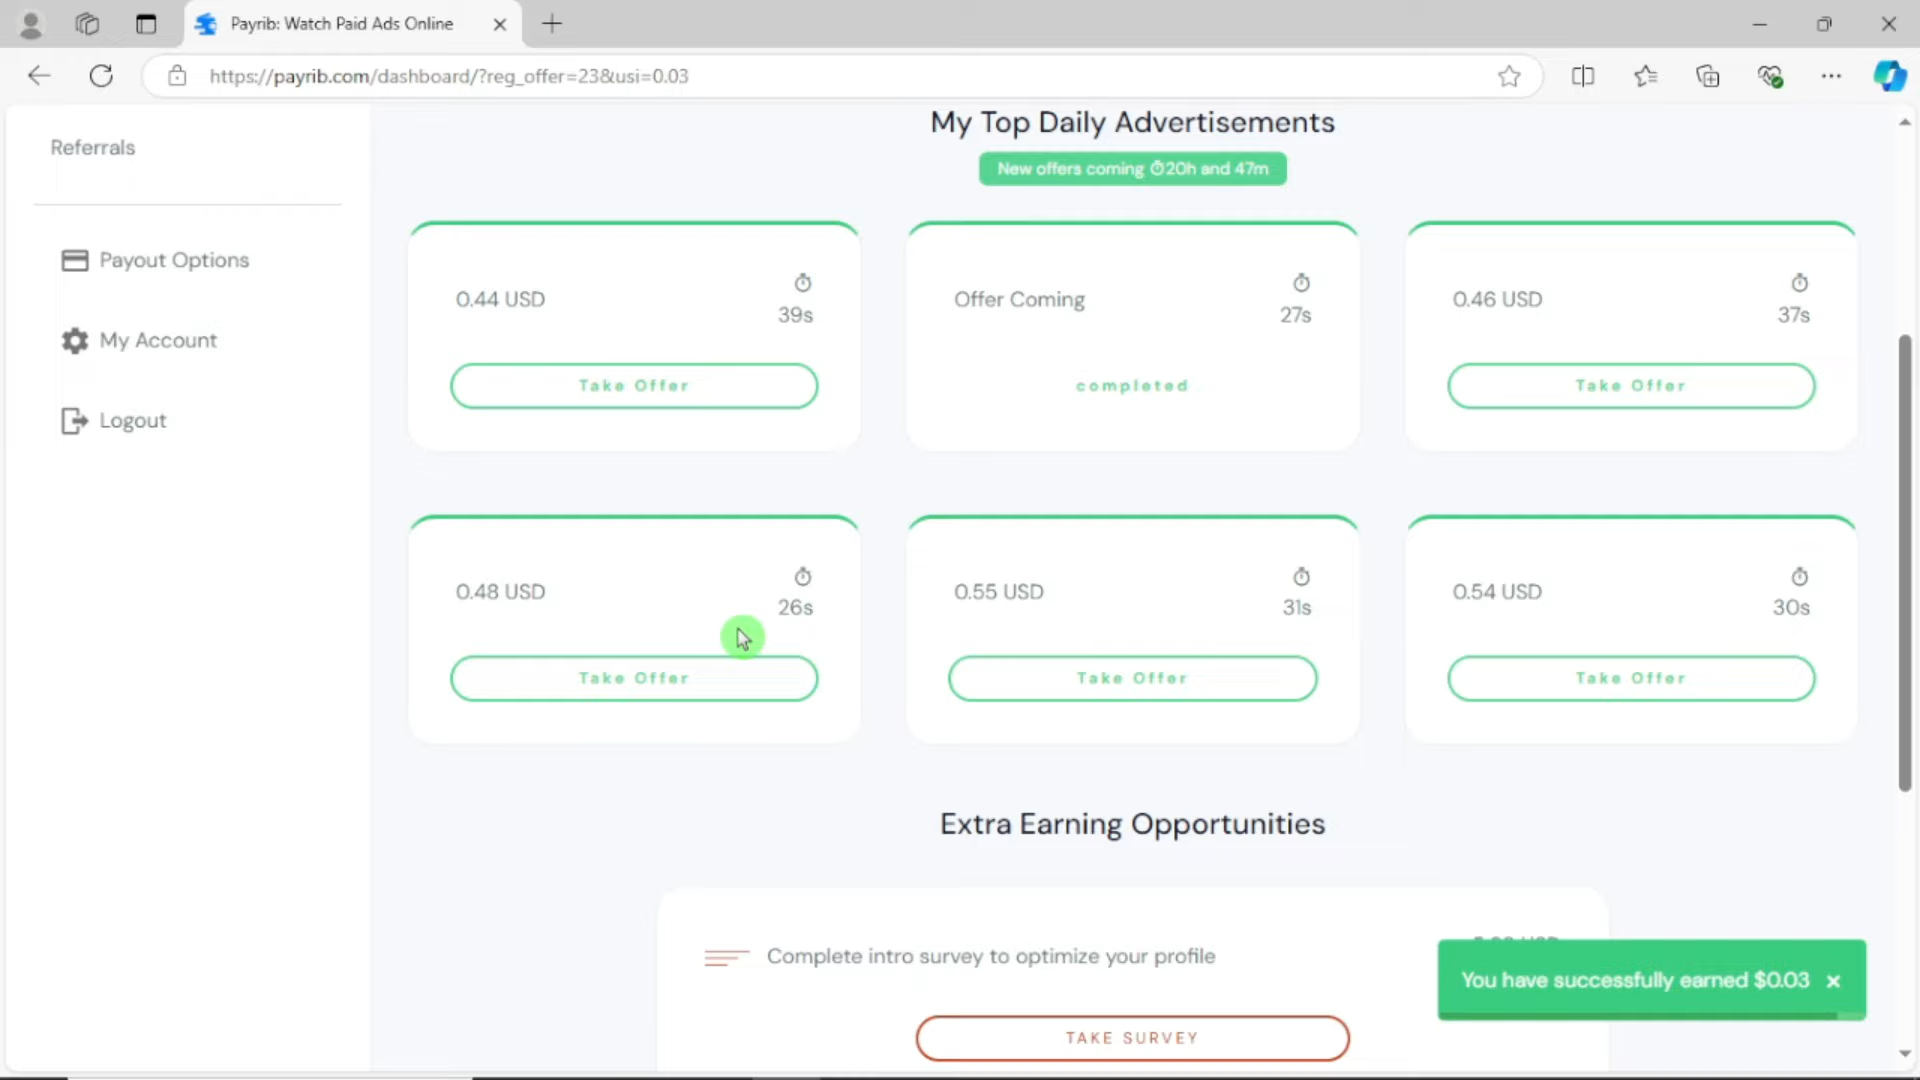 Payrib: Watch Paid Ads Online
https://payrib.com/dashboard/?reg_offer=23&usi=0.03
Referrals
Payout Options
My Account
Logout
My Top Daily Advertisements
New offers coming 20h and 47m
0.44 USD
39s
Take Offer
Offer Coming
27s
completed
0.46 USD
37s
Take Offer
0.48 USD
26s
Take Offer
0.55 USD
31s
Take Offer
0.54 USD
30s
Take Offer
Extra Earning Opportunities
Complete intro survey to optimize your profile
TAKE SURVEY
You have successfully earned $0.03